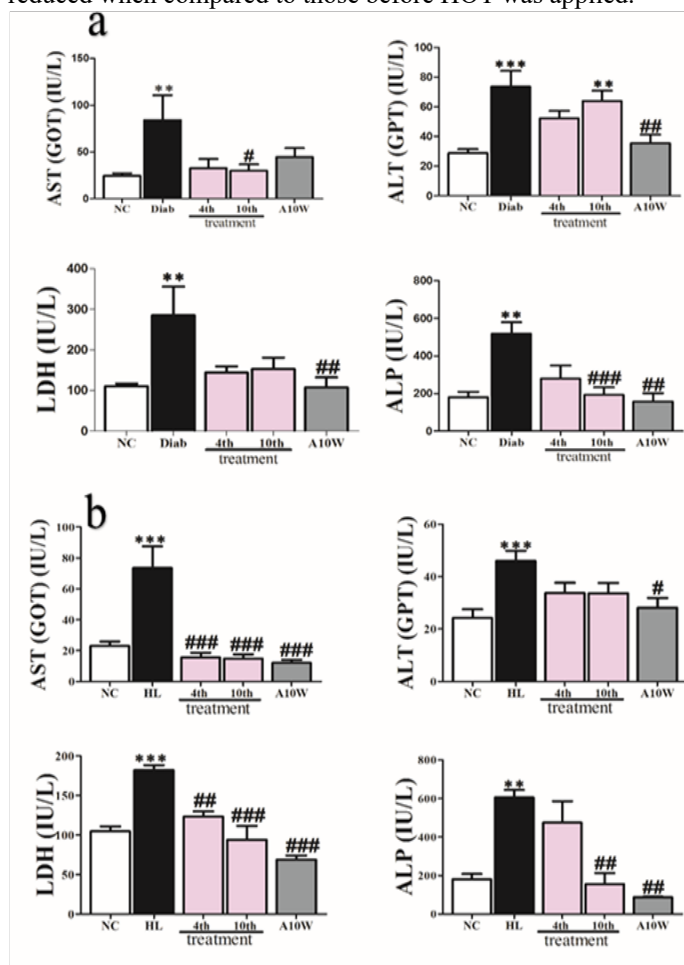 reduced when compared to those before HOT was applied.
a
AST (GOT) (IU/L)
150
100
50
0
**
#
NC Diab 4th 10th A10W
treatment
ALT (GPT) (IU/L)
100
80
60
40
20
0
***
**
##
NC Diab 4th 10th A10W
treatment
LDH (IU/L)
400
300
200
100
0
**
##
NC Diab 4th 10th A10W
treatment
ALP (IU/L)
800
600
400
200
0
**
###
##
NC Diab 4th 10th A10W
treatment
b
AST (GOT) (IU/L)
100
80
60
40
20
0
***
### ### ###
NC HL 4th 10th A10W
treatment
ALT (GPT) (IU/L)
60
40
20
0
***
#
NC HL 4th 10th A10W
treatment
LDH (IU/L)
200
150
100
50
0
***
##
###
###
NC HL 4th 10th A10W
treatment
ALP (IU/L)
800
600
400
200
0
**
##
##
NC HL 4th 10th A10W
treatment